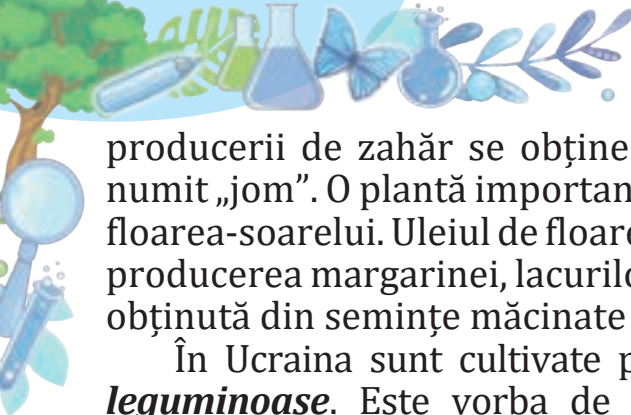 producerii de zahăr se obține
numit „jom”. O plantă importan
floarea-soarelui. Uleiul de floare
producerea margarinei, lacurilo
obținută din semințe măcinate
În Ucraina sunt cultivate p
leguminoase. Este vorba de